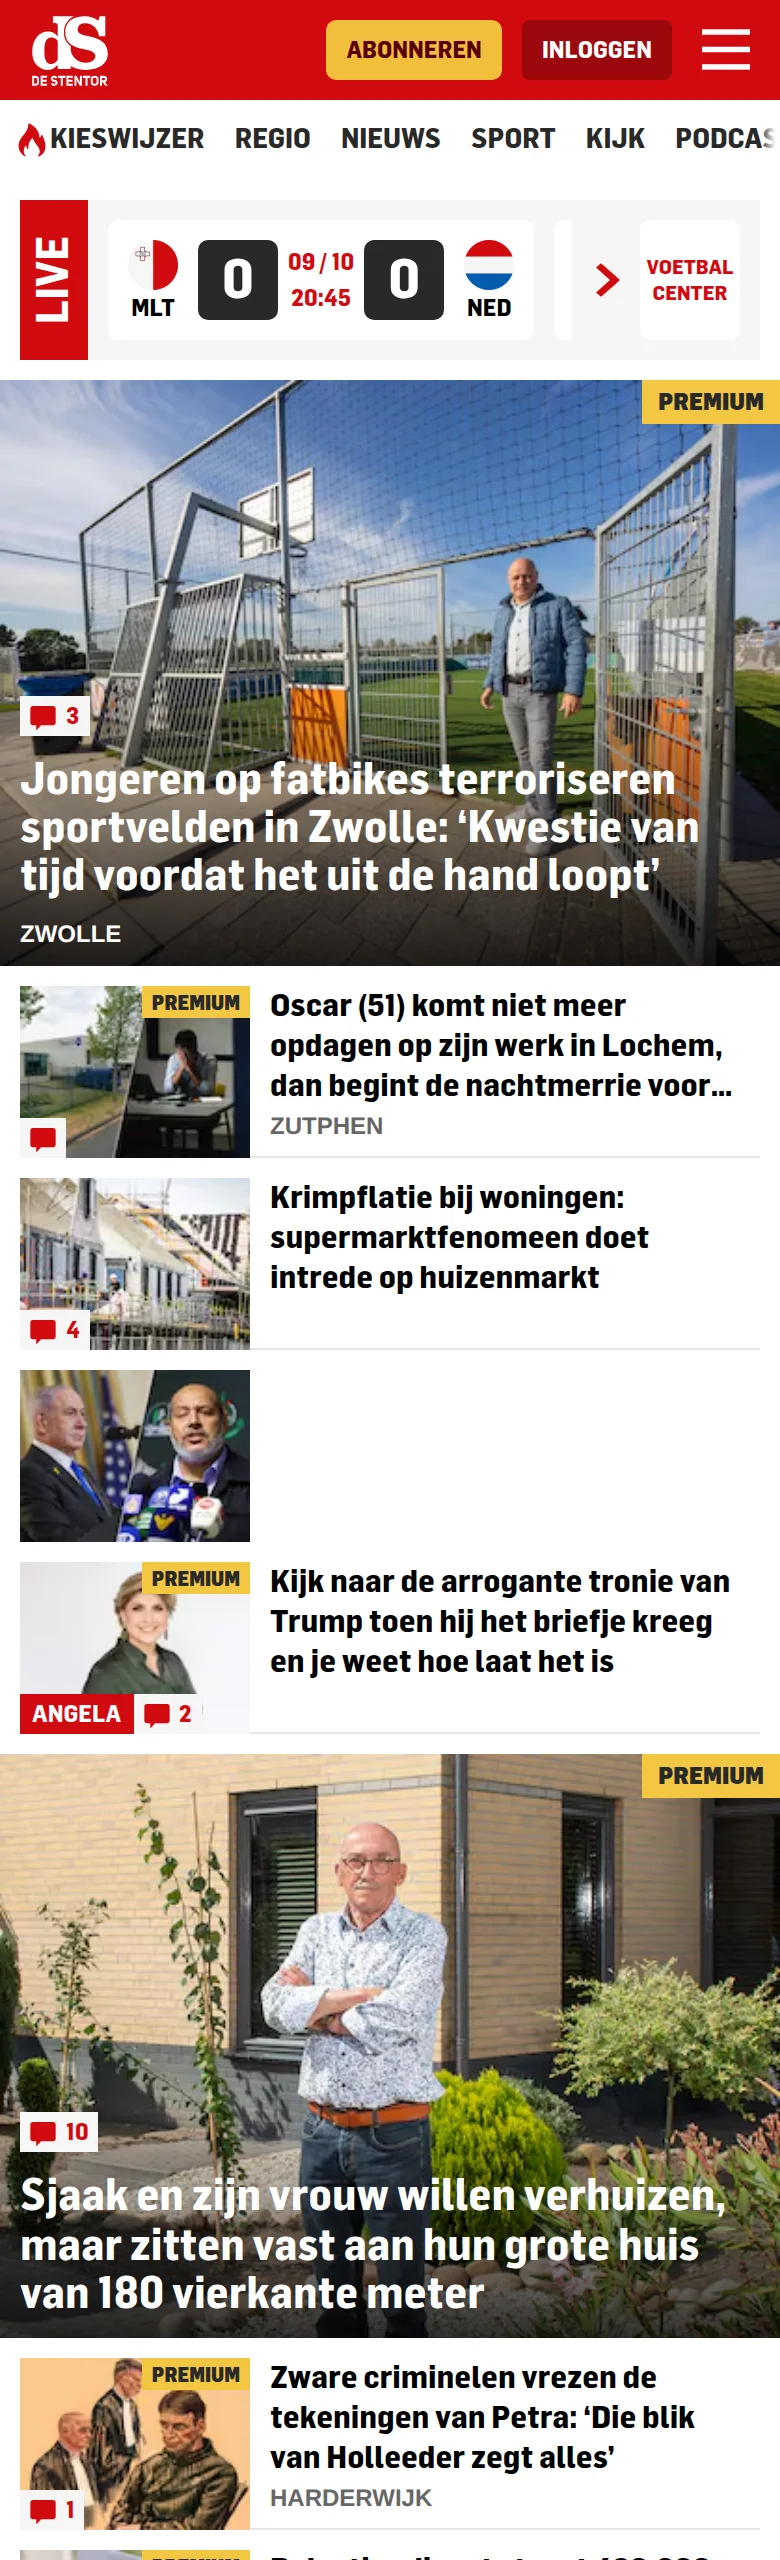 dS
DE STENTOR
ABONNEREN
INLOGGEN
KIESWIJZER REGIO NIEUWS SPORT KIJK PODCAS
LIVE
MLT
0
09 / 10
20:45
0
NED
VOETBAL
CENTER
PREMIUM
3
Jongeren op fatbikes terroriseren
sportvelden in Zwolle: ‘Kwestie van
tijd voordat het uit de hand loopt’
ZWOLLE
PREMIUM
Oscar (51) komt niet meer
opdagen op zijn werk in Lochem,
dan begint de nachtmerrie voor...
ZUTPHEN
Krimpflatie bij woningen:
supermarktfenomeen doet
intrede op huizenmarkt
4
PREMIUM
Kijk naar de arrogante tronie van
Trump toen hij het briefje kreeg
en je weet hoe laat het is
ANGELA
2
PREMIUM
10
Sjaak en zijn vrouw willen verhuizen,
maar zitten vast aan hun grote huis
van 180 vierkante meter
PREMIUM
Zware criminelen vrezen de
tekeningen van Petra: ‘Die blik
van Holleeder zegt alles’
HARDERWIJK
1